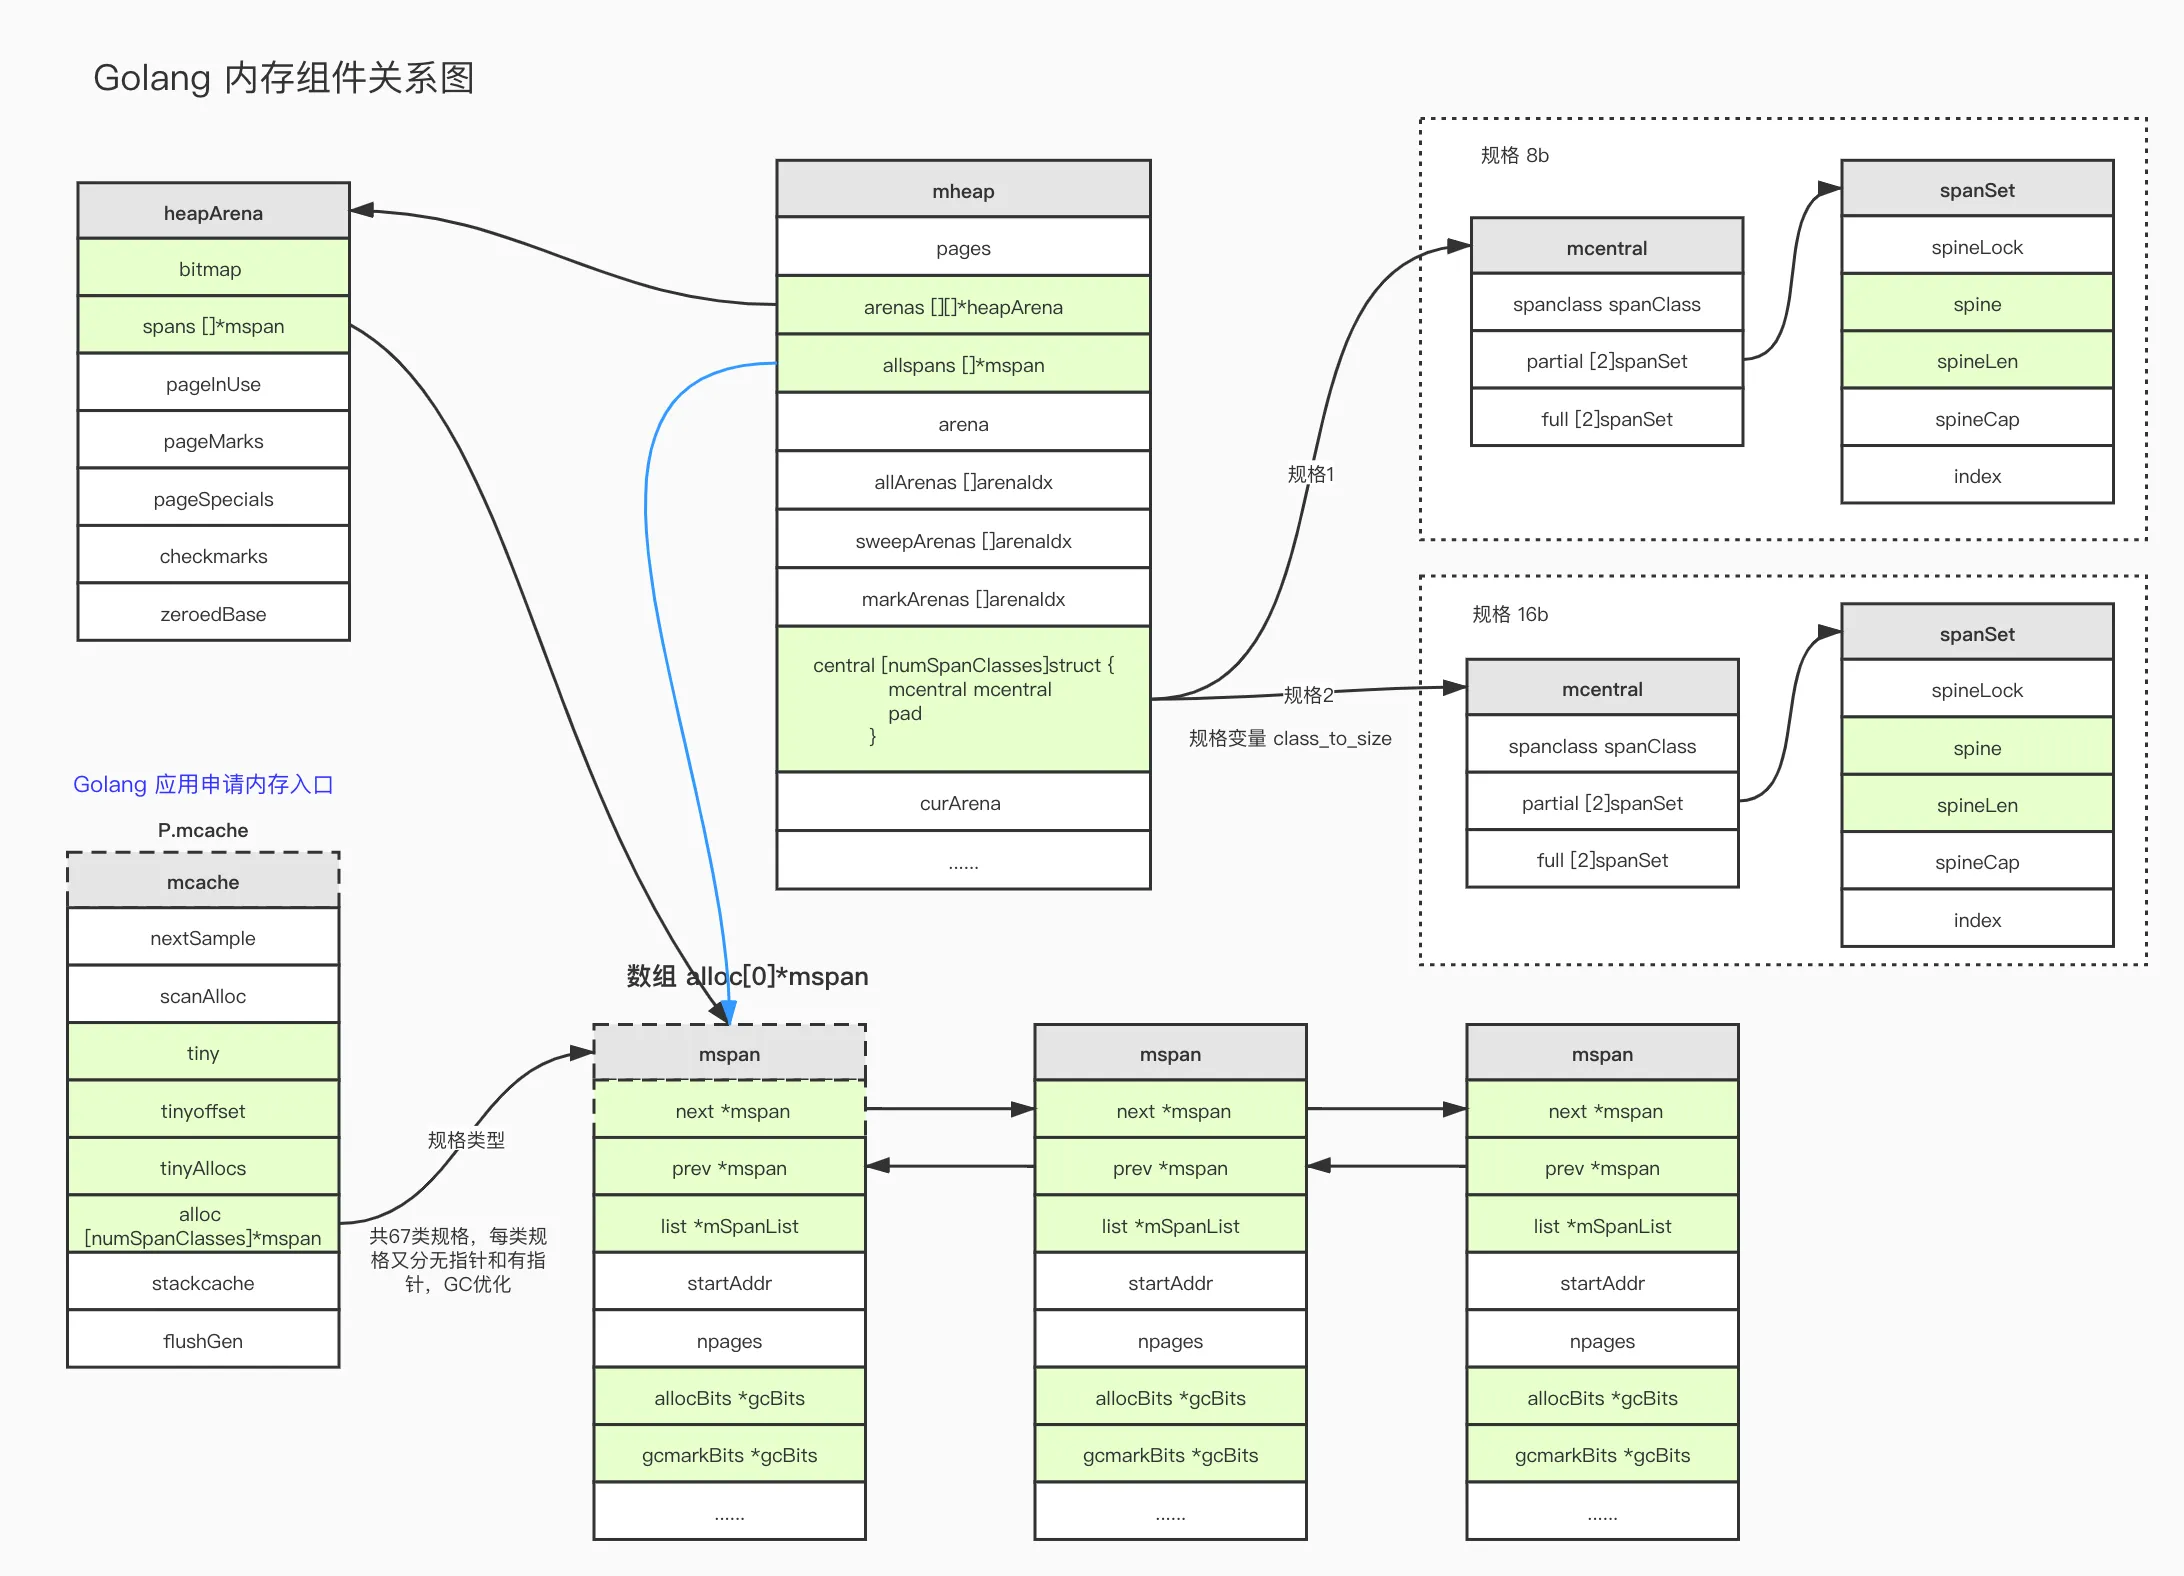 Golang 内存组件关系图
heapArena
bitmap
spans []*mspan
pageInUse
pageMarks
pageSpecials
checkmarks
zeroedBase
mheap
pages
arenas [][]*heapArena
allspans []*mspan
arena
allArenas []arenaIdx
sweepArenas []arenaIdx
markArenas []arenaIdx
central [numSpanClasses]struct {
mcentral mcentral
pad
}
curArena
......
规格1
规格2
规格变量 class_to_size
规格 8b
mcentral
spanclass spanClass
partial [2]spanSet
full [2]spanSet
spanSet
spineLock
spine
spineLen
spineCap
index
规格 16b
mcentral
spanclass spanClass
partial [2]spanSet
full [2]spanSet
spanSet
spineLock
spine
spineLen
spineCap
index
Golang 应用申请内存入口
P.mcache
mcache
nextSample
scanAlloc
tiny
tinyoffset
tinyAllocs
alloc
[numSpanClasses]*mspan
stackcache
flushGen
规格类型
共67类规格，每类规
格又分无指针和有指
针，GC优化
数组 alloc[0]*mspan
mspan
next *mspan
prev *mspan
list *mSpanList
startAddr
npages
allocBits *gcBits
gcmarkBits *gcBits
......
mspan
next *mspan
prev *mspan
list *mSpanList
startAddr
npages
allocBits *gcBits
gcmarkBits *gcBits
......
mspan
next *mspan
prev *mspan
list *mSpanList
startAddr
npages
allocBits *gcBits
gcmarkBits *gcBits
......